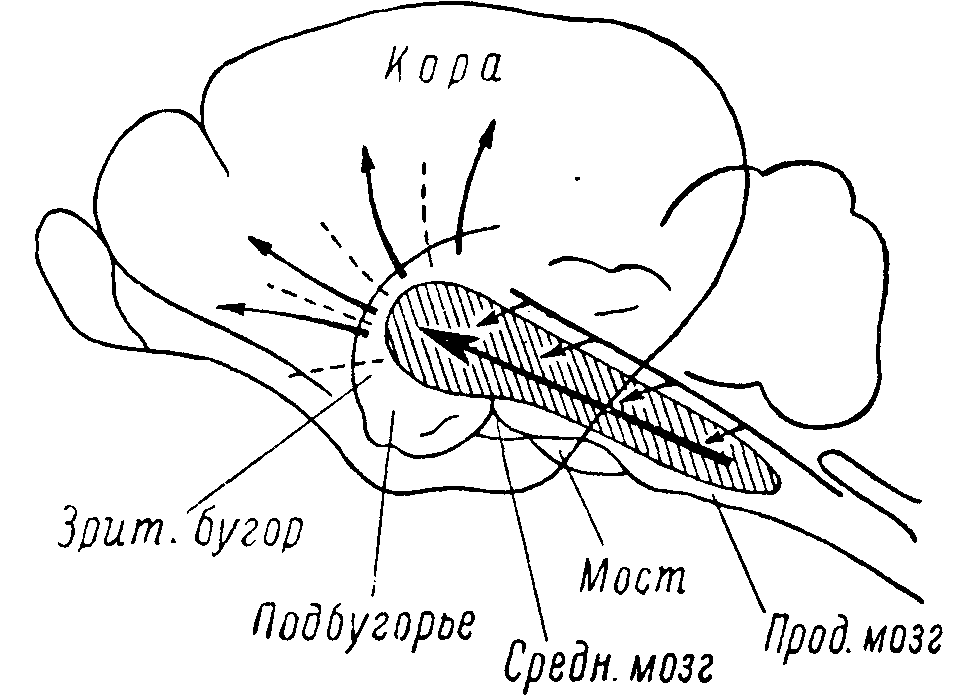 Кора
Зрит. бугор
Подбугорье
Средн. мозг
Мост
Прод. мозг